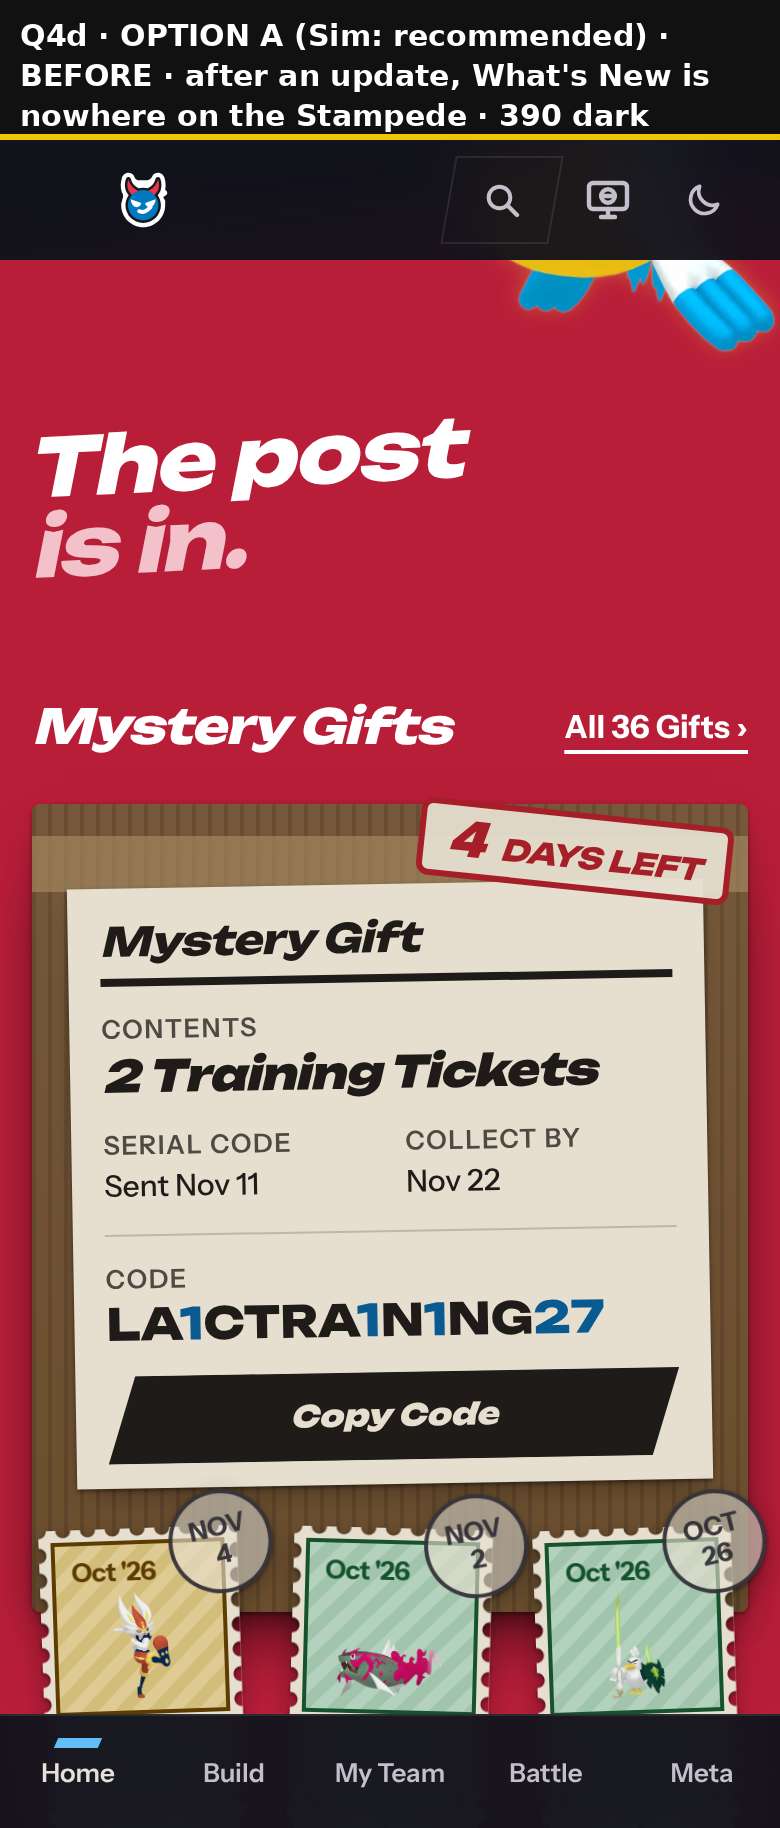 Q4d · OPTION A (Sim: recommended) ·
BEFORE · after an update, What's New is
nowhere on the Stampede · 390 dark
The post
is in.
Mystery Gifts
All 36 Gifts ›
4 DAYS LEFT
Mystery Gift
CONTENTS
2 Training Tickets
SERIAL CODE
COLLECT BY
Sent Nov 11
Nov 22
CODE
LA1CTRA1N1NG27
Copy Code
NOV
4
NOV
2
OCT
26
Oct '26
Oct '26
Oct '26
Home
Build
My Team
Battle
Meta